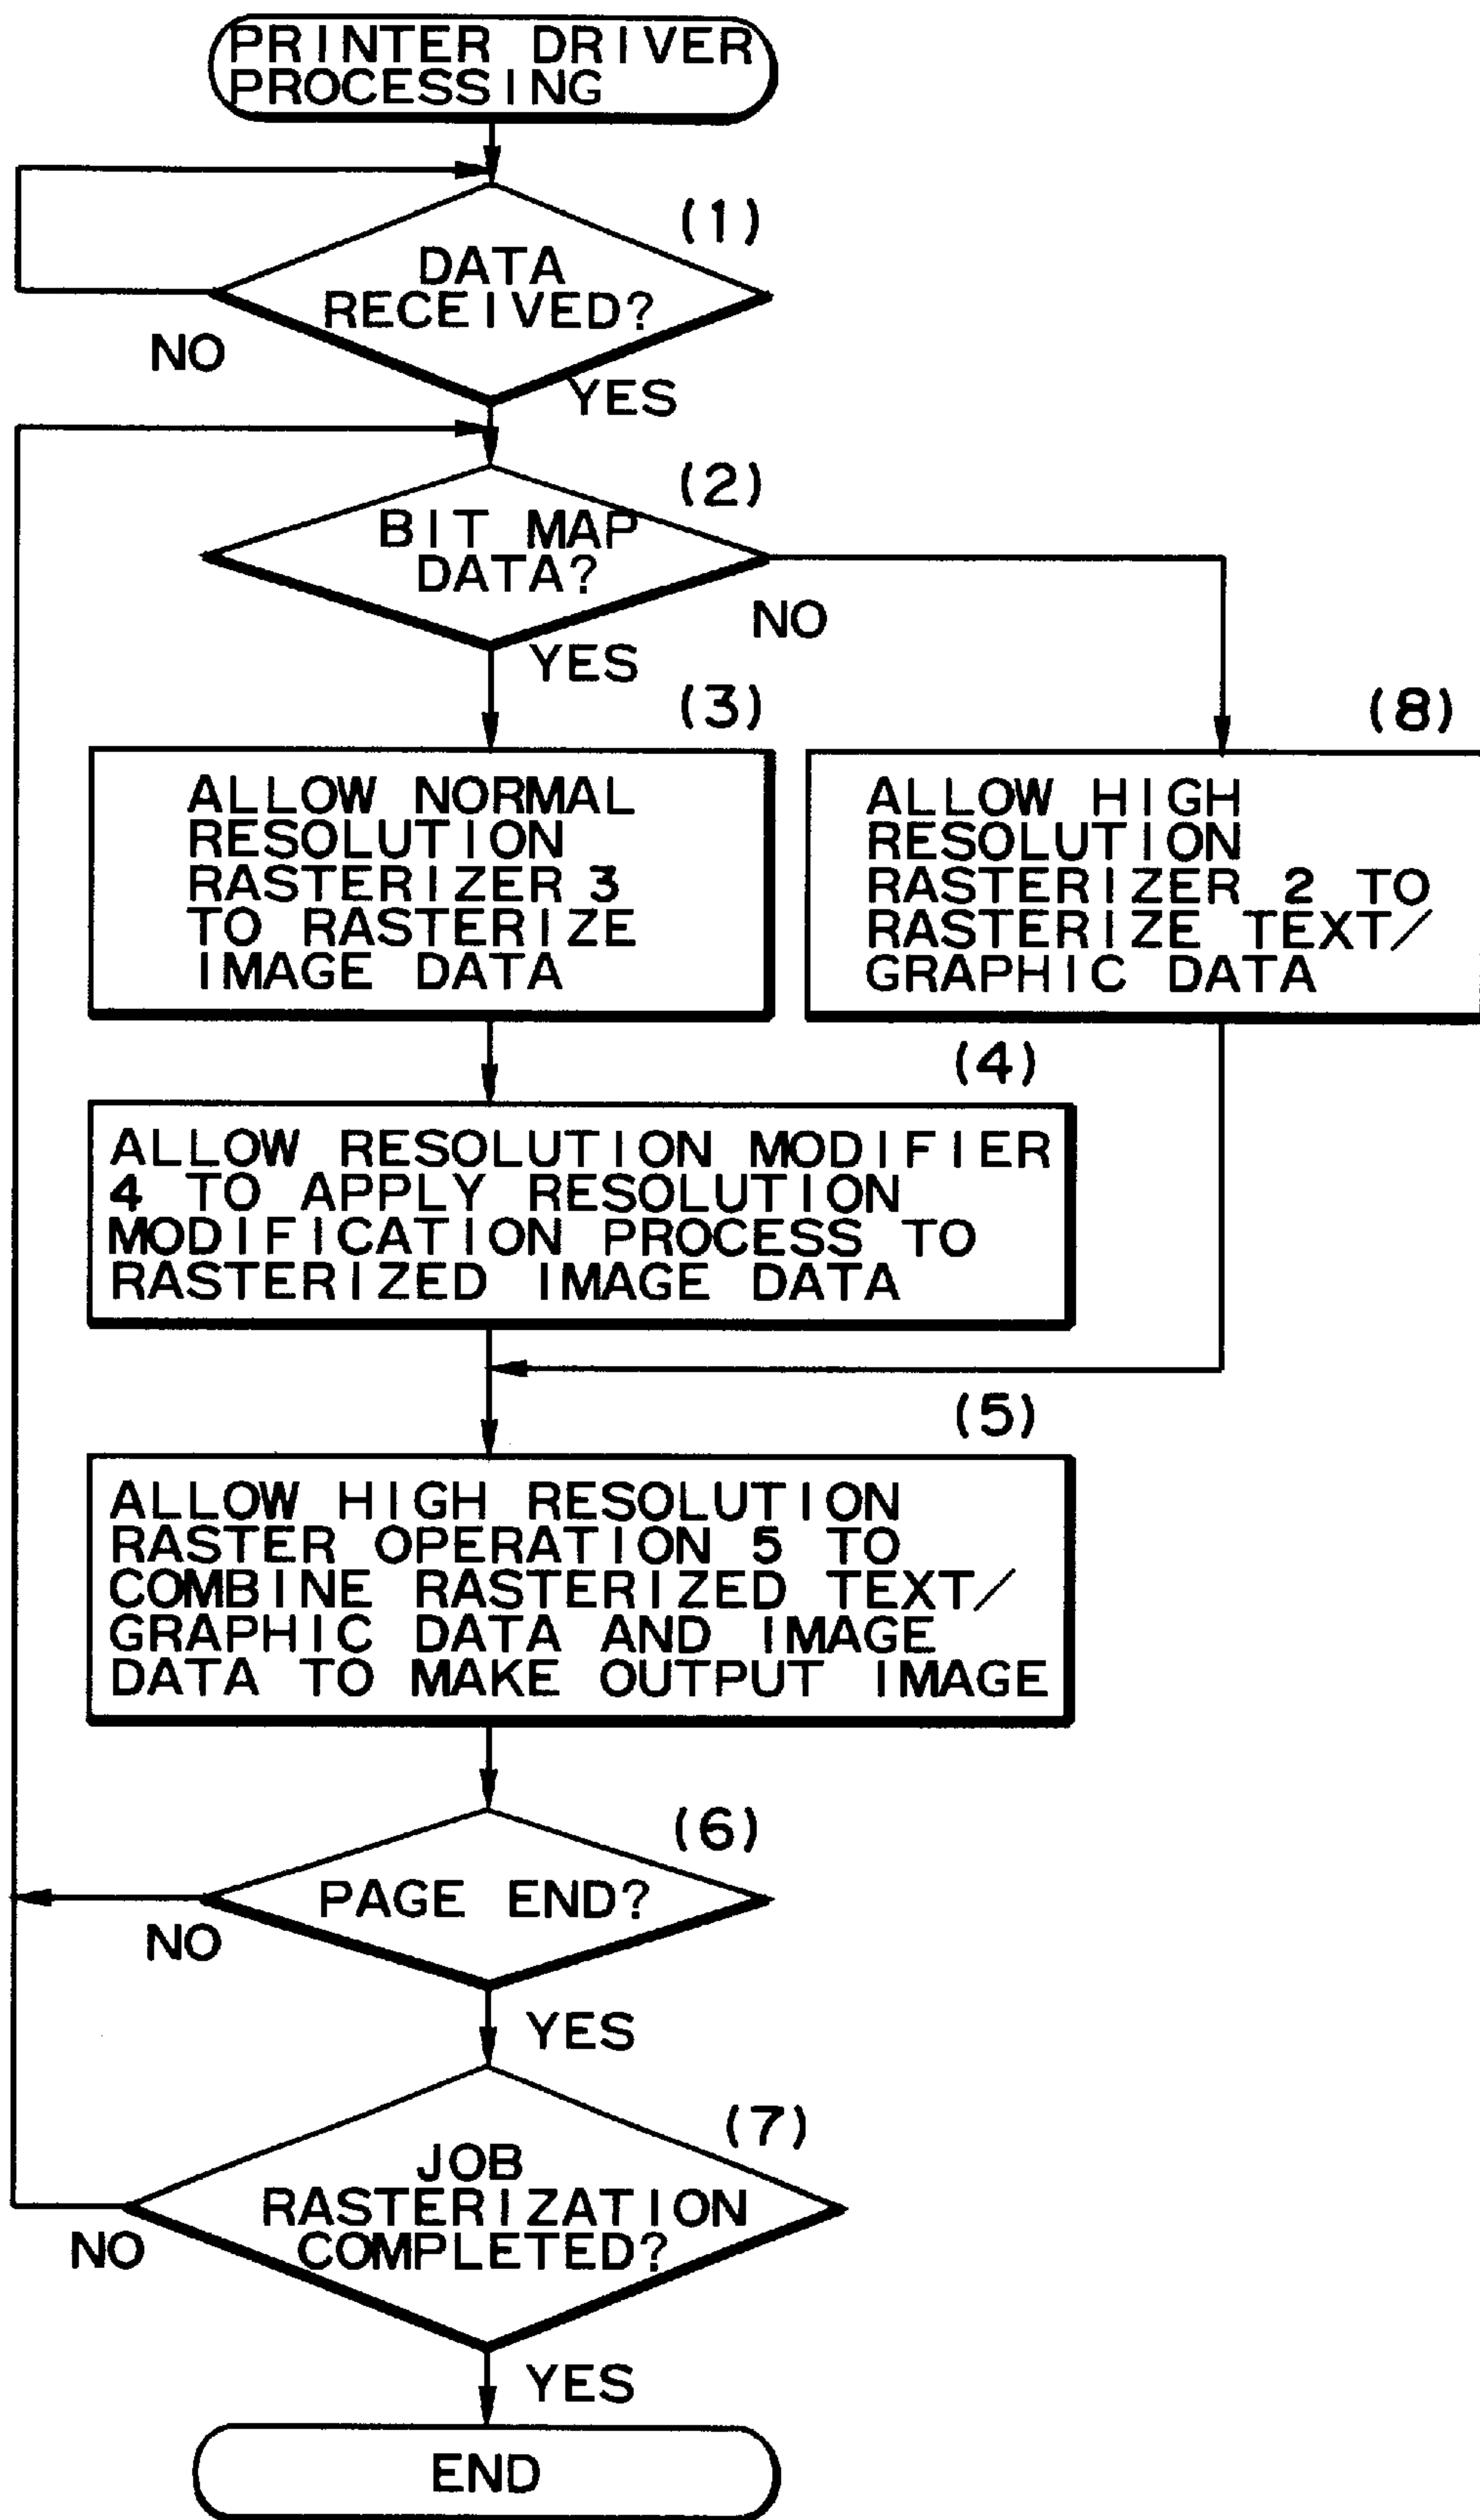 PRINTER DRIVER
PROCESSING
(1)
DATA
RECEIVED?
NO
YES
(2)
BIT MAP
DATA?
NO
YES
(3)
ALLOW NORMAL
RESOLUTION
RASTERIZER 3
TO RASTERIZE
IMAGE DATA
(8)
ALLOW HIGH
RESOLUTION
RASTERIZER 2 TO
RASTERIZE TEXT/
GRAPHIC DATA
(4)
ALLOW RESOLUTION MODIFIER
4 TO APPLY RESOLUTION
MODIFICATION PROCESS TO
RASTERIZED IMAGE DATA
(5)
ALLOW HIGH RESOLUTION
RASTER OPERATION 5 TO
COMBINE RASTERIZED TEXT/
GRAPHIC DATA AND IMAGE
DATA TO MAKE OUTPUT IMAGE
(6)
PAGE END?
NO
YES
(7)
JOB
RASTERIZATION
COMPLETED?
NO
YES
END